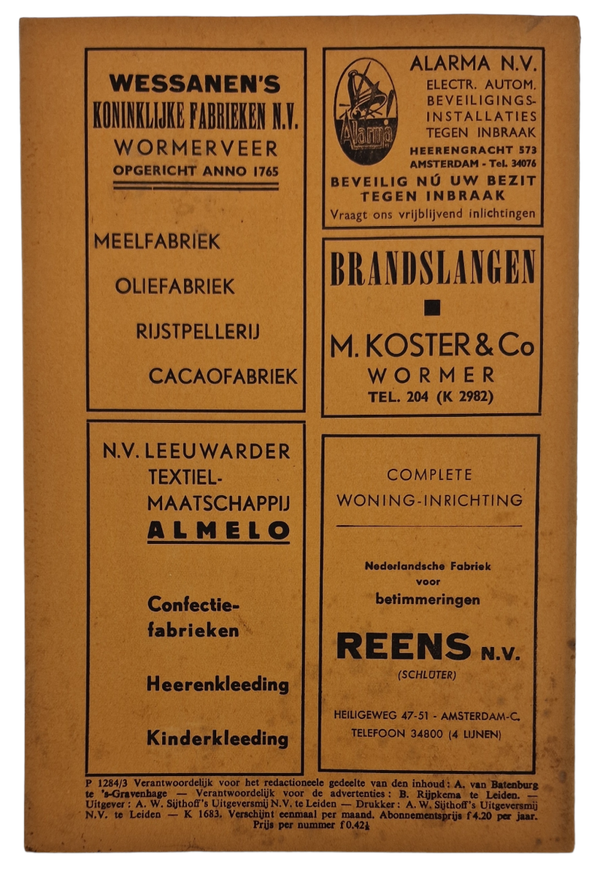 WESSANEN'S
KONINKLIJKE FABRIEKEN N.V.
WORMERVEER
OPGERICHT ANNO 1765
MEELFABRIEK
OLIEFABRIEK
RIJSTPELLERIJ
CACAOFABRIEK
Alarma
ALARMA N.V.
ELECTR. AUTOM.
BEVEILIGINGS-
INSTALLATIES
TEGEN INBRAAK
HEERENGRACHT 573
AMSTERDAM - Tel. 34076
BEVEILIG NÚ UW BEZIT
TEGEN INBRAAK
Vraagt ons vrijblijvend inlichtingen
BRANDSLANGEN
M. KOSTER & Co
WORMER
TEL. 204 (K 2982)
N.V. LEEUWARDER
TEXTIEL-
MAATSCHAPPIJ
ALMELO
Confectie-
fabrieken
Heerenkleeding
Kinderkleeding
COMPLETE
WONING-INRICHTING
Nederlandsche Fabriek
voor
betimmeringen
REENS N.V.
(SCHLÜTER)
HEILIGEWEG 47-51 - AMSTERDAM-C.
TELEFOON 34800 (4 LIJNEN)
P 1284/3 Verantwoordelijk voor het redactioneele gedeelte van den inhoud: A. van Batenburg
te 's-Gravenhage — Verantwoordelijk voor de advertenties: B. Rijpkema te Leiden. —
Uitgever: A. W. Sijthoff's Uitgeversmij N.V. te Leiden — Drukker: A. W. Sijthoff's Uitgeversmij
N.V. te Leiden — K 1683. Verschijnt eenmaal per maand. Abonnementsprijs f 4.20 per jaar.
Prijs per nummer f 0.42½